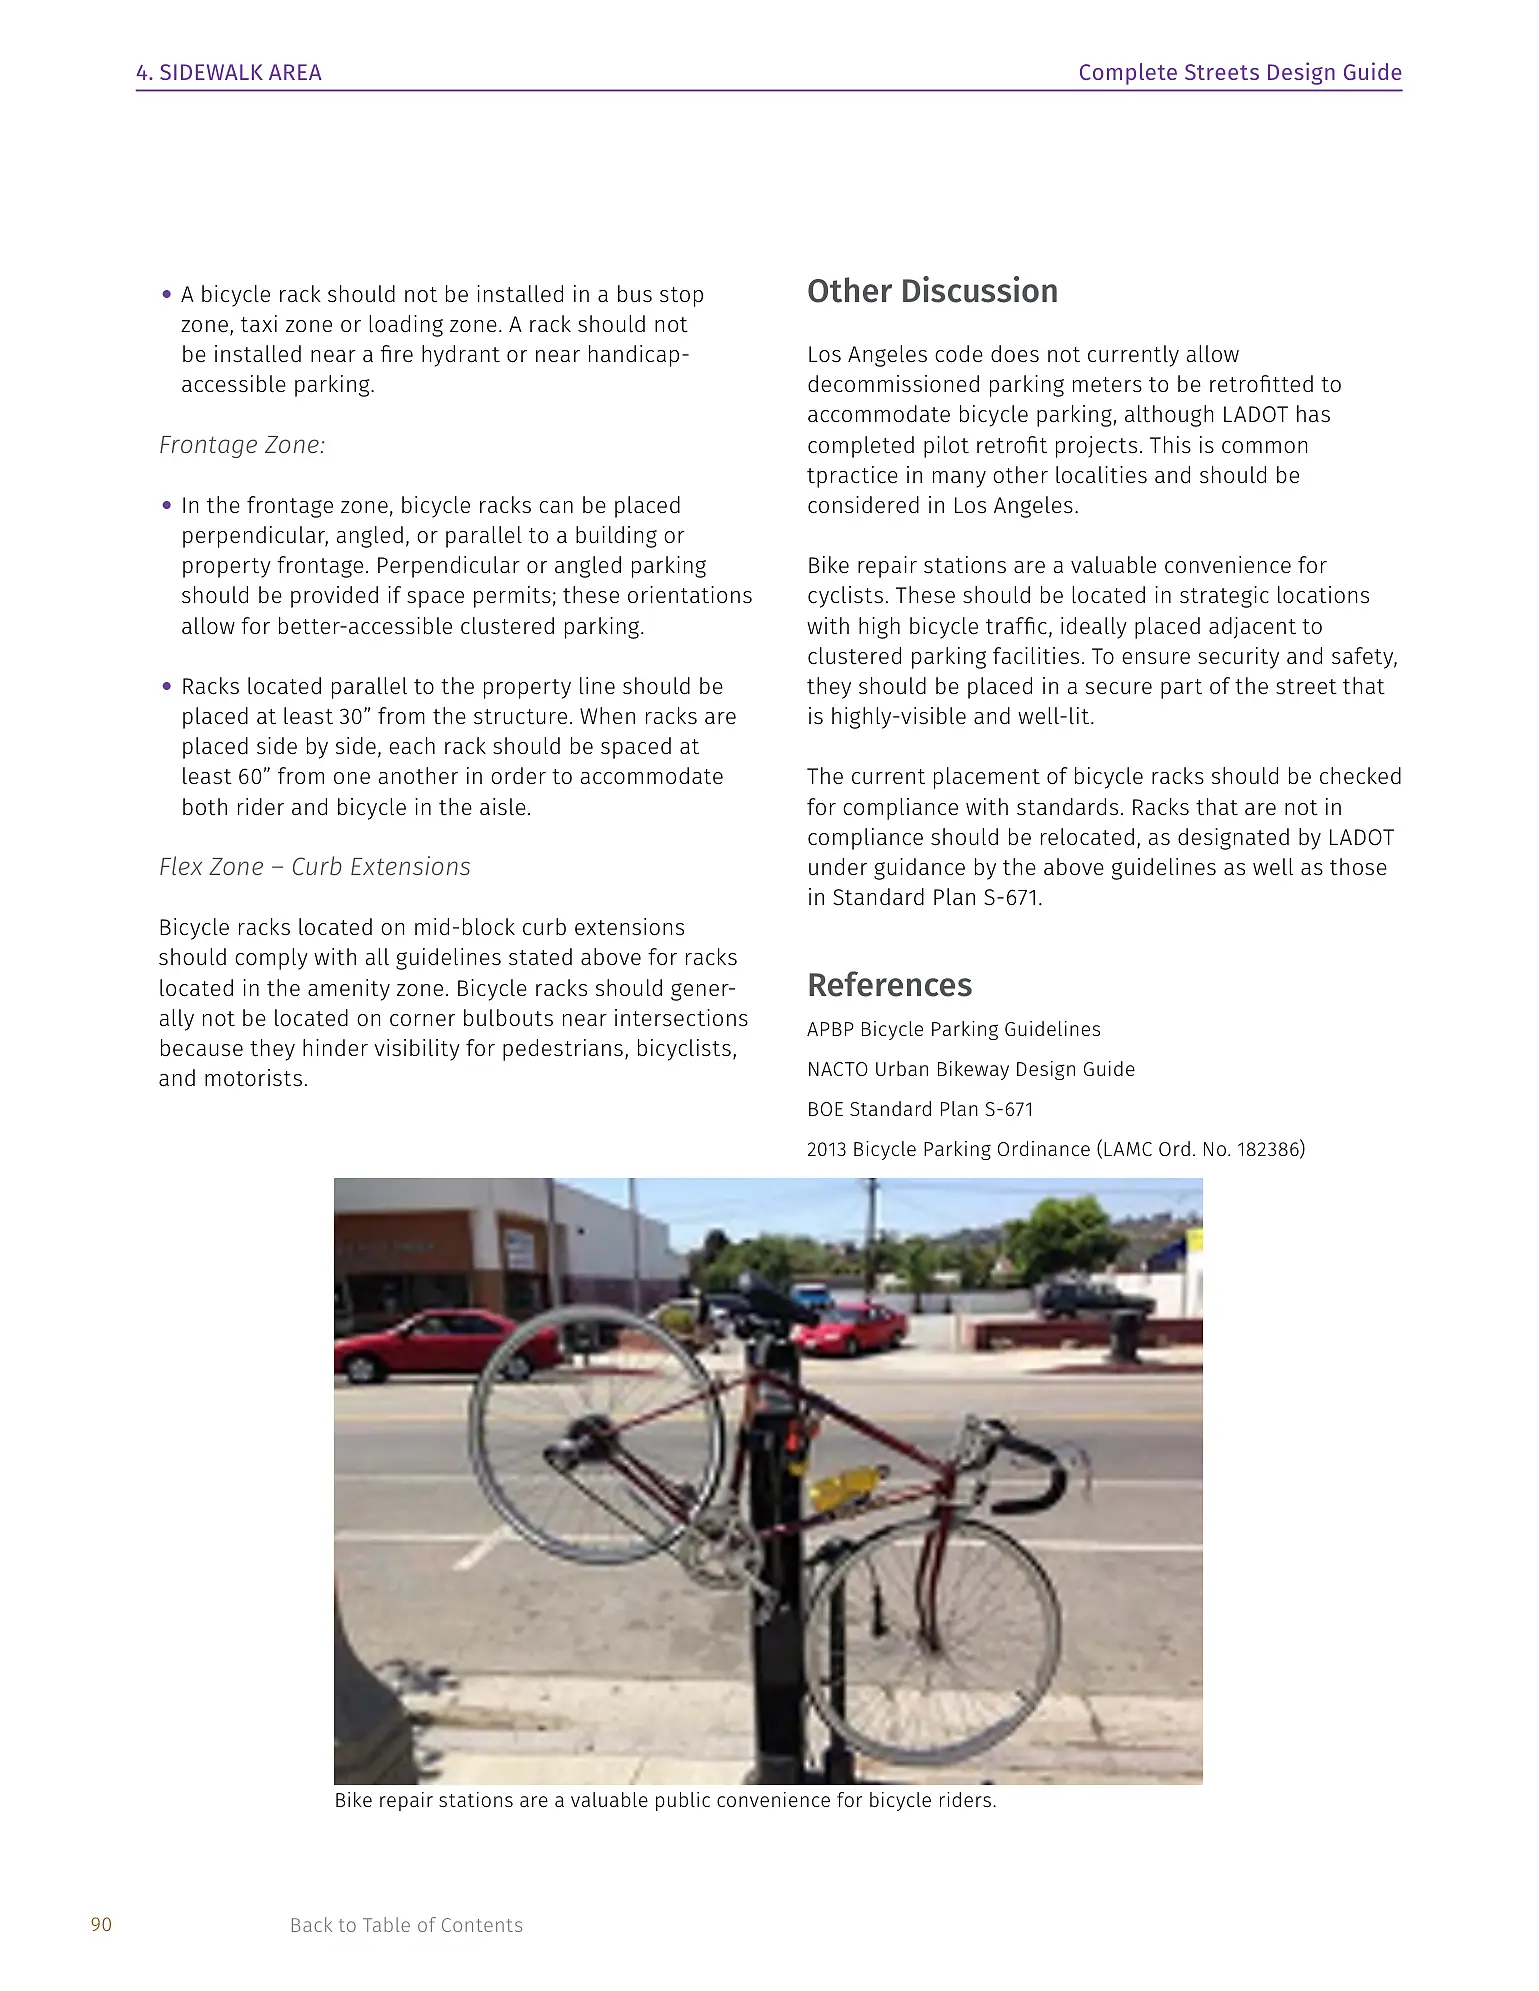 4. SIDEWALK AREA
Complete Streets Design Guide
• A bicycle rack should not be installed in a bus stop
zone, taxi zone or loading zone. A rack should not
be installed near a fire hydrant or near handicap-
accessible parking.
Frontage Zone:
• In the frontage zone, bicycle racks can be placed
perpendicular, angled, or parallel to a building or
property frontage. Perpendicular or angled parking
should be provided if space permits; these orientations
allow for better-accessible clustered parking.
• Racks located parallel to the property line should be
placed at least 30” from the structure. When racks are
placed side by side, each rack should be spaced at
least 60” from one another in order to accommodate
both rider and bicycle in the aisle.
Flex Zone – Curb Extensions
Bicycle racks located on mid-block curb extensions
should comply with all guidelines stated above for racks
located in the amenity zone. Bicycle racks should gener-
ally not be located on corner bulbouts near intersections
because they hinder visibility for pedestrians, bicyclists,
and motorists.
Other Discussion
Los Angeles code does not currently allow
decommissioned parking meters to be retrofitted to
accommodate bicycle parking, although LADOT has
completed pilot retrofit projects. This is common
tpractice in many other localities and should be
considered in Los Angeles.
Bike repair stations are a valuable convenience for
cyclists. These should be located in strategic locations
with high bicycle traffic, ideally placed adjacent to
clustered parking facilities. To ensure security and safety,
they should be placed in a secure part of the street that
is highly-visible and well-lit.
The current placement of bicycle racks should be checked
for compliance with standards. Racks that are not in
compliance should be relocated, as designated by LADOT
under guidance by the above guidelines as well as those
in Standard Plan S-671.
References
APBP Bicycle Parking Guidelines
NACTO Urban Bikeway Design Guide
BOE Standard Plan S-671
2013 Bicycle Parking Ordinance (LAMC Ord. No. 182386)
Bike repair stations are a valuable public convenience for bicycle riders.
90
Back to Table of Contents